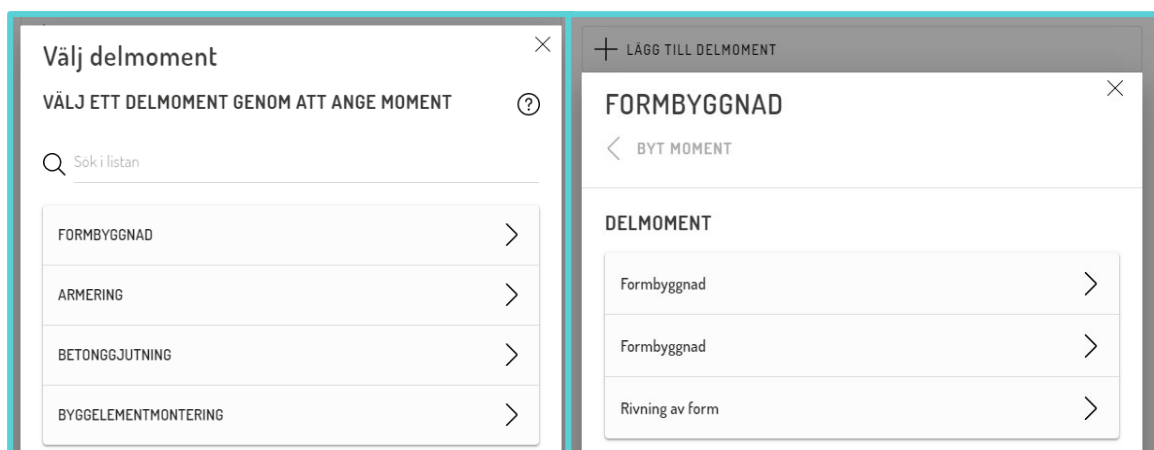 Välj delmoment
VÄLJ ETT DELMOMENT GENOM ATT ANGE MOMENT
Sök i listan
FORMBYGGNAD
ARMERING
BETONGGJUTNING
BYGGELEMENTMONTERING
LÄGG TILL DELMOMENT
FORMBYGGNAD
BYT MOMENT
DELMOMENT
Formbyggnad
Formbyggnad
Rivning av form